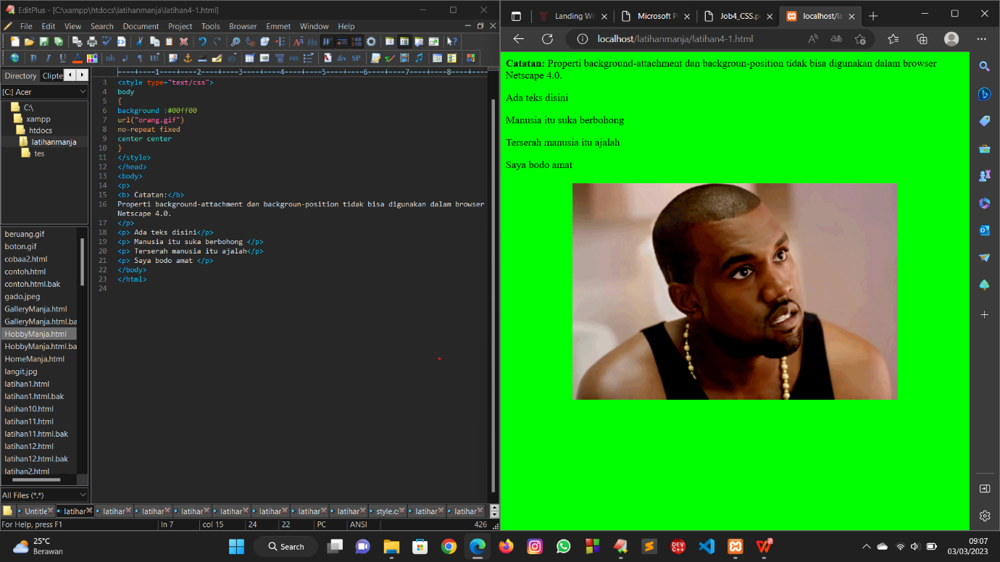 EditPlus - [C:\xampp\htdocs\latihanmanja\latihan4-1.html]
File Edit View Search Document Project Tools Browser Emmet Window Help
Directory Clipte
[C:] Acer
C:\
xampp
htdocs
latihanmanja
tes
beruang.gif
boton.gif
cobaa2.html
contoh.html
contoh.html.bak
gado.jpeg
GalleryManja.html
GalleryManja.html.ba
HobbyManja.html
HobbyManja.html.ba
HomeManja.html
langit.jpg
latihan1.html
latihan1.html.bak
latihan10.html
latihan11.html
latihan11.html.bak
latihan12.html
latihan12.html.bak
latihan2.html
All Files (*.*)
----+----1----+----2----+----3----+----4----+----5----+----6----+----7----+----8----+----
3 <style type="text/css">
4 body
5 {
6 background :#00ff00
7 url("orang.gif")
8 no-repeat fixed
9 center center
10 }
11 </style>
12 </head>
13 <body>
14 <p>
15 <b> Catatan:</b>
16 Properti background-attachment dan backgroun-position tidak bisa digunakan dalam browser
Netscape 4.0.
17 </p>
18 <p> Ada teks disini</p>
19 <p> Manusia itu suka berbohong </p>
20 <p> Terserah manusia itu ajalah</p>
21 <p> Saya bodo amat </p>
22 </body>
23 </html>
24
Untitle latihar latihar latihar latihar latihar latihar latihar latihar style.c latihar latihar
For Help, press F1 ln 7 col 15 24 22 PC ANSI 426
Landing Wi Microsoft P Job4_CSS.p localhost/la
localhost/latihanmanja/latihan4-1.html
Catatan: Properti background-attachment dan backgroun-position tidak bisa digunakan dalam browser
Netscape 4.0.
Ada teks disini
Manusia itu suka berbohong
Terserah manusia itu ajalah
Saya bodo amat
25°C
Berawan
Search
09:07
03/03/2023